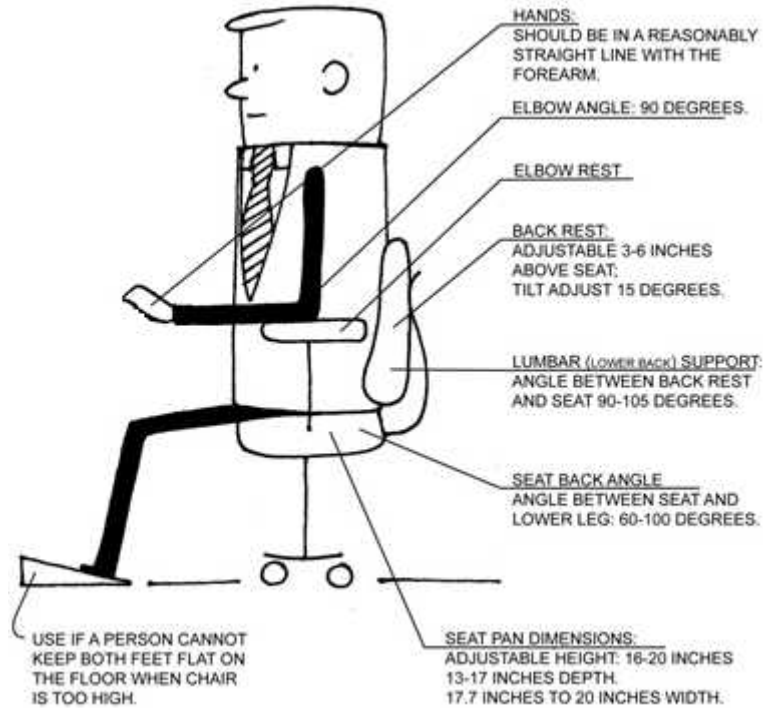 HANDS:
SHOULD BE IN A REASONABLY
STRAIGHT LINE WITH THE
FOREARM.
ELBOW ANGLE: 90 DEGREES.
ELBOW REST
BACK REST:
ADJUSTABLE 3-6 INCHES
ABOVE SEAT;
TILT ADJUST 15 DEGREES.
LUMBAR (LOWER BACK) SUPPORT:
ANGLE BETWEEN BACK REST
AND SEAT 90-105 DEGREES.
SEAT BACK ANGLE
ANGLE BETWEEN SEAT AND
LOWER LEG: 60-100 DEGREES.
USE IF A PERSON CANNOT
KEEP BOTH FEET FLAT ON
THE FLOOR WHEN CHAIR
IS TOO HIGH.
SEAT PAN DIMENSIONS:
ADJUSTABLE HEIGHT: 16-20 INCHES
13-17 INCHES DEPTH.
17.7 INCHES TO 20 INCHES WIDTH.